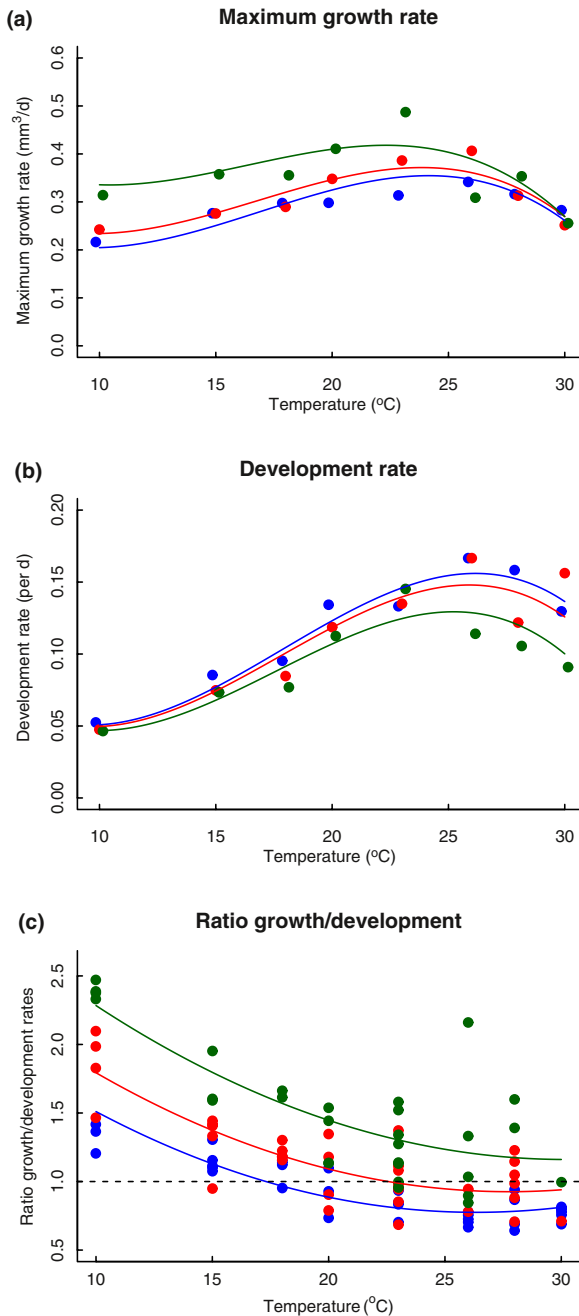 (a) Maximum growth rate
Maximum growth rate (mm³/d)
0.6
0.5
0.4
0.3
0.2
0.1
0.0
10 15 20 25 30
Temperature (°C)
(b) Development rate
Development rate (per d)
0.20
0.15
0.10
0.05
0.00
10 15 20 25 30
Temperature (°C)
(c) Ratio growth/development
Ratio growth/development rates
2.5
2.0
1.5
1.0
0.5
10 15 20 25 30
Temperature (°C)